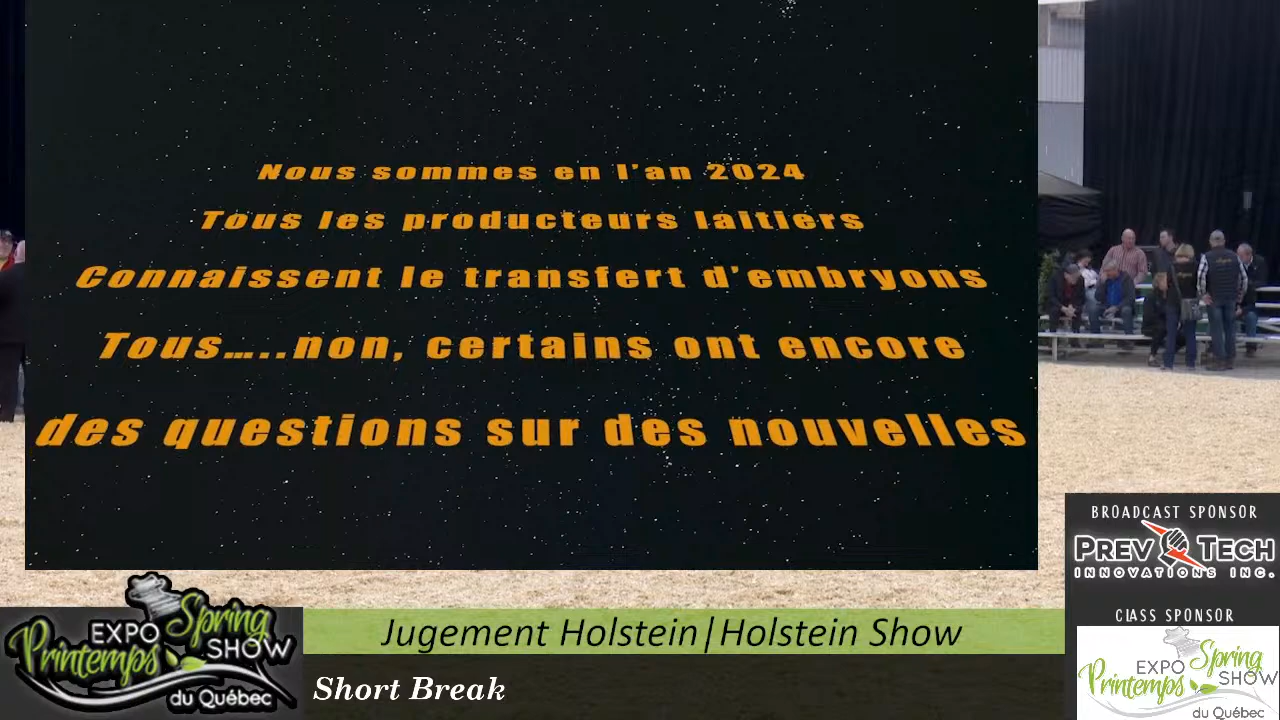 Nous sommes en l'an 2024
Tous les producteurs laitiers
Connaissent le transfert d'embryons
Tous.....non, certains ont encore
des questions sur des nouvelles
BROADCAST SPONSOR
PREV TECH
INNOVATIONS INC.
CLASS SPONSOR
EXPO Spring
Printemps SHOW
du Québec
Jugement Holstein|Holstein Show
Short Break
EXPO Spring
Printemps SHOW
du Québec